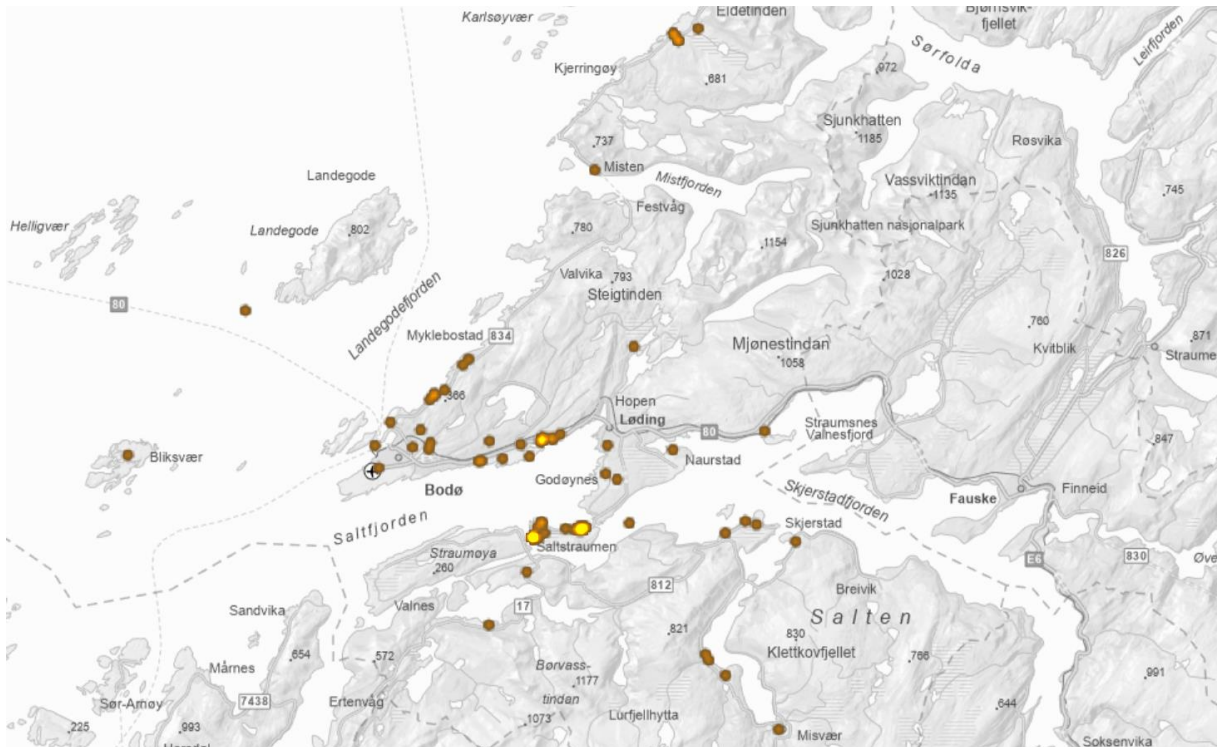 Karlsøyvær
Eidetinden
Bjørnsvik-
fjellet
Leirfjorden
Sørfolda
Kjerringøy
681
972
Sjunkhatten
1185
Røsvika
737
Misten
Mistfjorden
Vassviktindan
1135
745
Landegode
Festvåg
Helligvær
Landegode
802
780
1154
Sjunkhatten nasjonalpark
826
Valvika
793
Steigtinden
1028
80
Landegodefjorden
Myklebostad
834
Mjønestindan
1058
760
Kvitblik
871
Straume
366
Hopen
Løding
80
Straumsnes
Valnesfjord
847
Bliksvær
Naurstad
Bodø
Godøynes
Skjerstadfjorden
Fauske
Finneid
Saltfjorden
Skjerstad
Saltstraumen
Straumøya
260
812
E6
830
Øve
Breivik
Valnes
17
Salten
Sandvika
821
830
Klettkovfjellet
766
654
572
Mårnes
Børvass-
1177
tindan
991
Sør-Arnøy
7438
Ertenvåg
644
225
993
1073
Lurfjellhytta
Misvær
Soksenvika